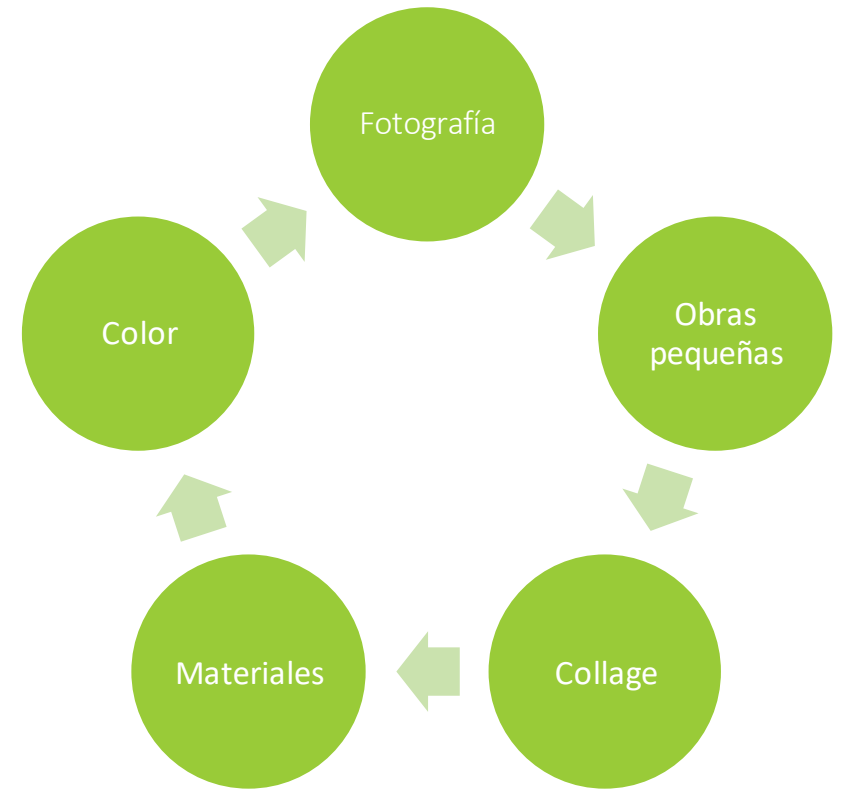 Fotografía
Obras
pequeñas
Collage
Materiales
Color